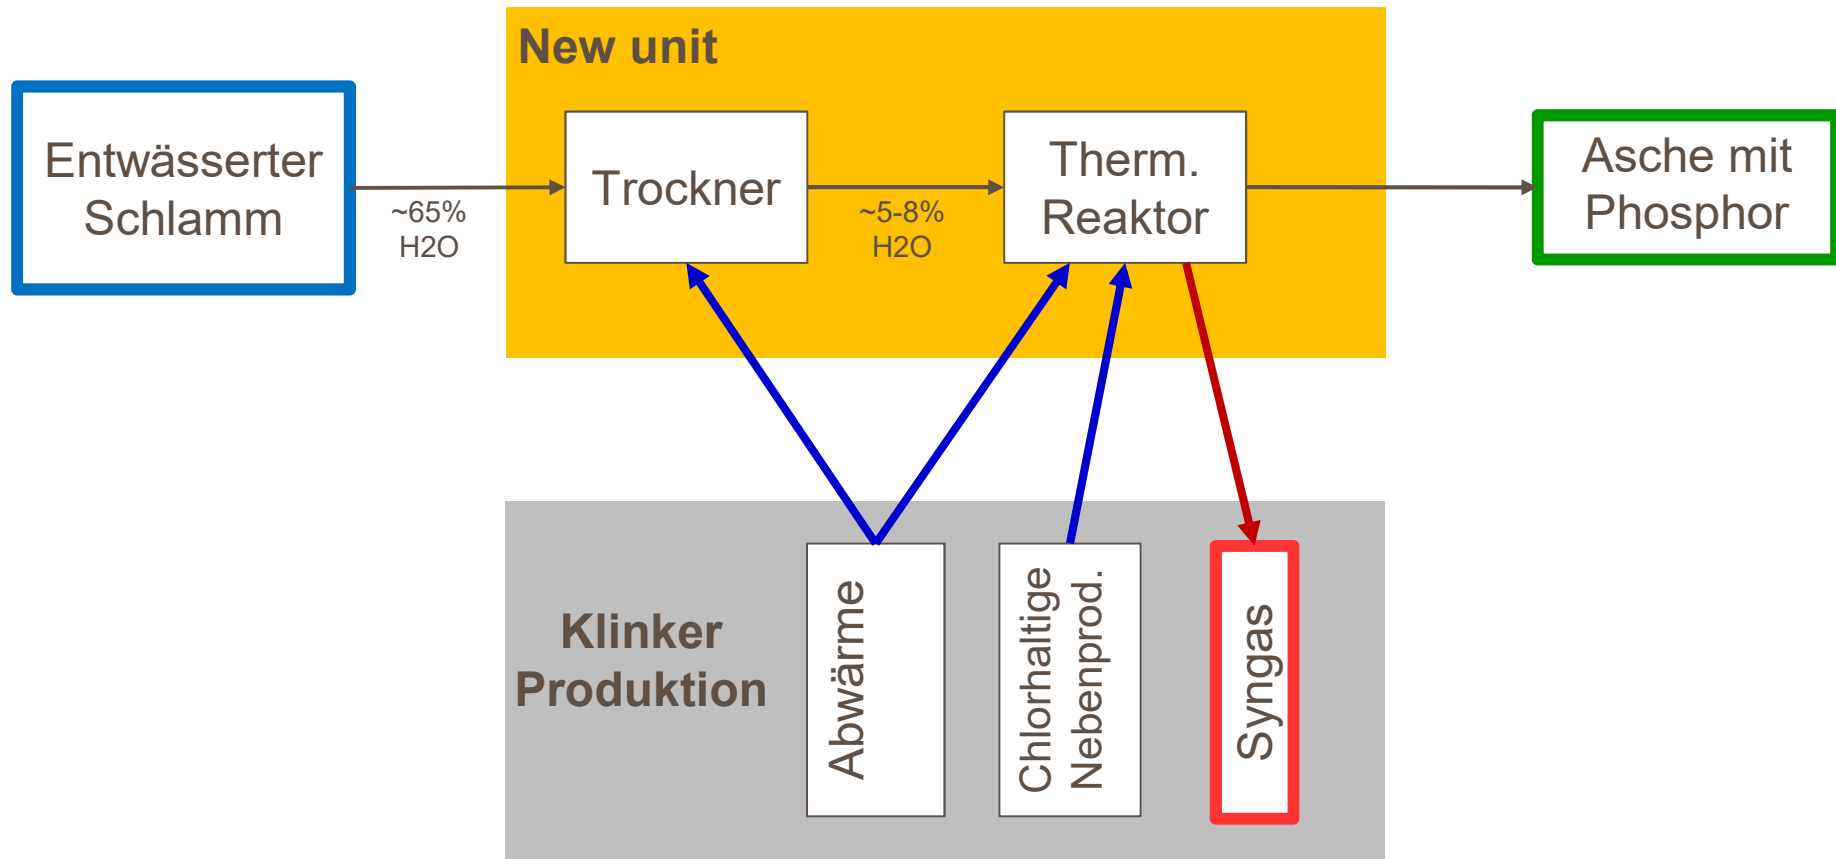 New unit
Entwässerter
Schlamm
~65%
H2O
Trockner
~5-8%
H2O
Therm.
Reaktor
Asche mit
Phosphor
Klinker
Produktion
Abwärme
Chlorhaltige
Nebenprod.
Syngas